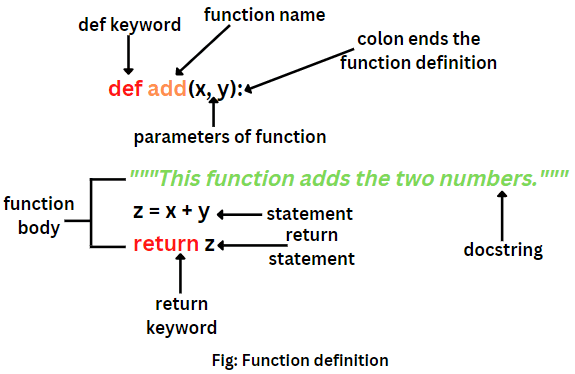 def keyword
function name
colon ends the
function definition
def add(x, y):
parameters of function
"""This function adds the two numbers."""
function
body
z = x + y
statement
return z
return
statement
docstring
return
keyword
Fig: Function definition